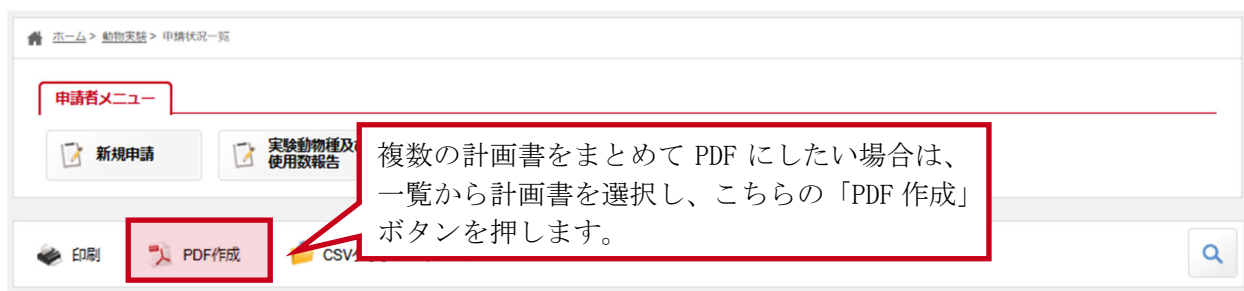 ホーム > 動物実験 > 申請状況一覧
申請者メニュー
新規申請
実験動物種及び
使用数報告
複数の計画書をまとめて PDF にしたい場合は、
一覧から計画書を選択し、こちらの「PDF 作成」
ボタンを押します。
印刷
PDF作成
CSV